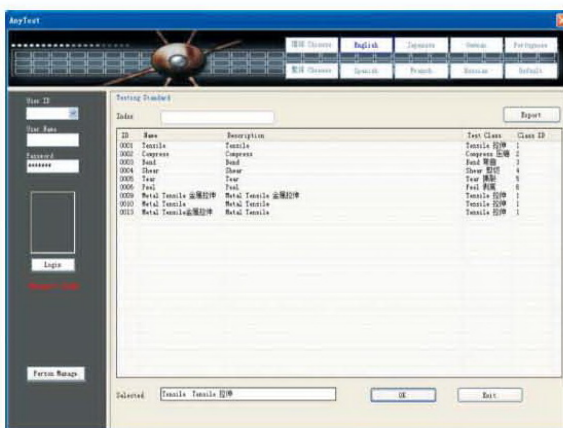 AnyTest
繁体 Chinese English Japanese German Portuguese
Spanish French Russian Default
User ID
User Name
Password
*******
Login
Person Manage
Testing Standard
Index
Export
ID Name Description Test Class Class ID
0001 Tensile Tensile Tensile 拉伸 1
0002 Compress Compress Compress 压缩 2
0003 Bend Bend Bend 弯曲 3
0004 Shear Shear Shear 剪切 4
0005 Tear Tear Tear 撕裂 5
0006 Peel Peel Peel 剥离 6
0009 Metal Tensile 金属拉伸 Metal Tensile 金属拉伸 Tensile 拉伸 1
0010 Metal Tensile Metal Tensile Tensile 拉伸 1
0013 Metal Tensile金属拉伸 Metal Tensile Tensile 拉伸 1
Selected Tensile Tensile 拉伸
OK
Exit